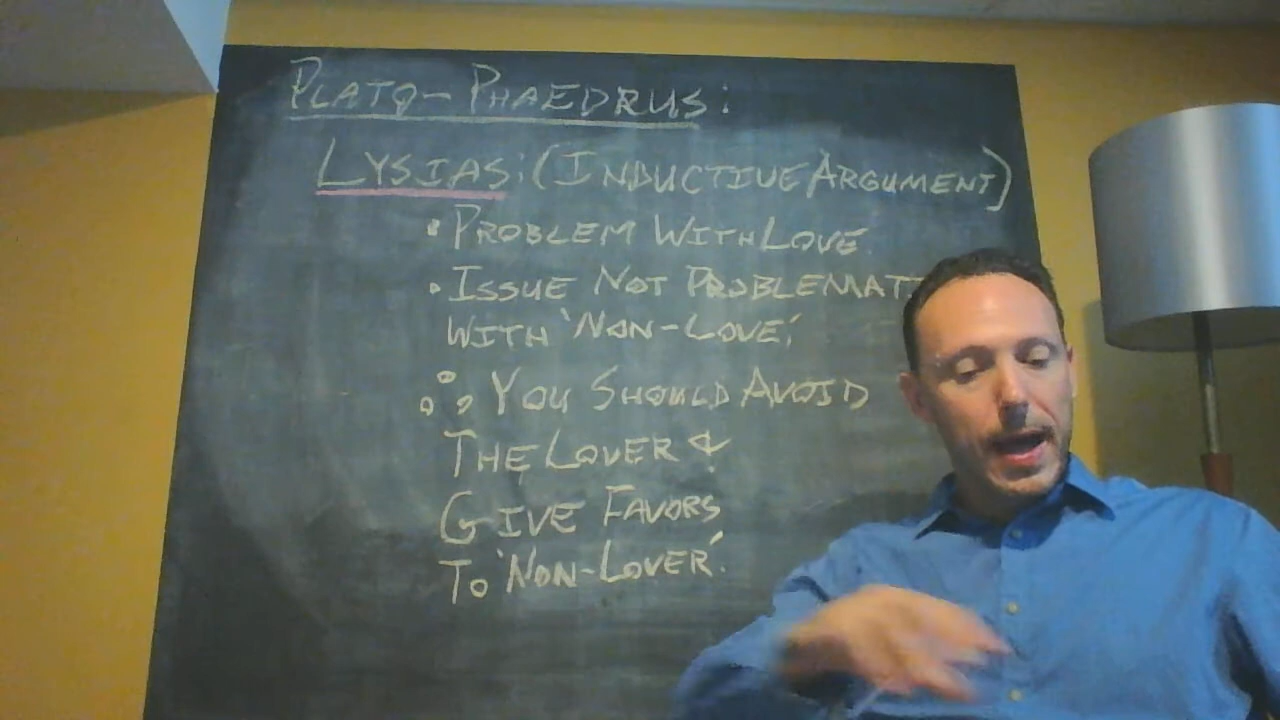 PLATO - PHAEDRUS:
LYSIAS: (INDUCTIVE ARGUMENT)
• PROBLEM WITH LOVE
• ISSUE NOT PROBLEMAT
WITH 'NON-LOVE'.
∴ YOU SHOULD AVOID
THE LOVER &
GIVE FAVORS
TO 'NON-LOVER'.